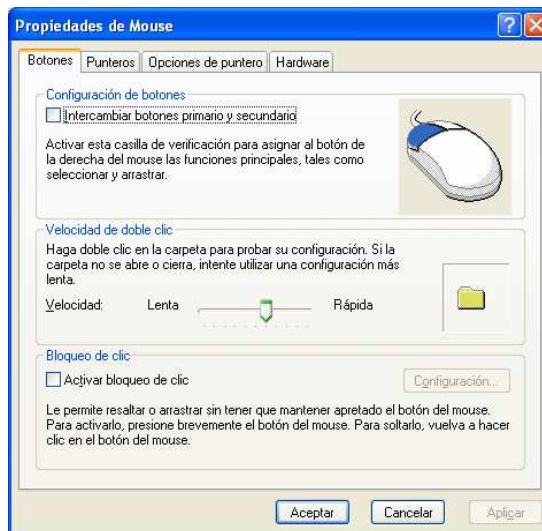 Propiedades de Mouse
Botones Punteros Opciones de puntero Hardware
Configuración de botones
Intercambiar botones primario y secundario
Activar esta casilla de verificación para asignar al botón de
la derecha del mouse las funciones principales, tales como
seleccionar y arrastrar.
Velocidad de doble clic
Haga doble clic en la carpeta para probar su configuración. Si la
carpeta no se abre o cierra, intente utilizar una configuración más
lenta.
Velocidad: Lenta Rápida
Bloqueo de clic
Activar bloqueo de clic Configuración...
Le permite resaltar o arrastrar sin tener que mantener apretado el botón del mouse.
Para activarlo, presione brevemente el botón del mouse. Para soltarlo, vuelva a hacer
clic en el botón del mouse.
Aceptar Cancelar Aplicar